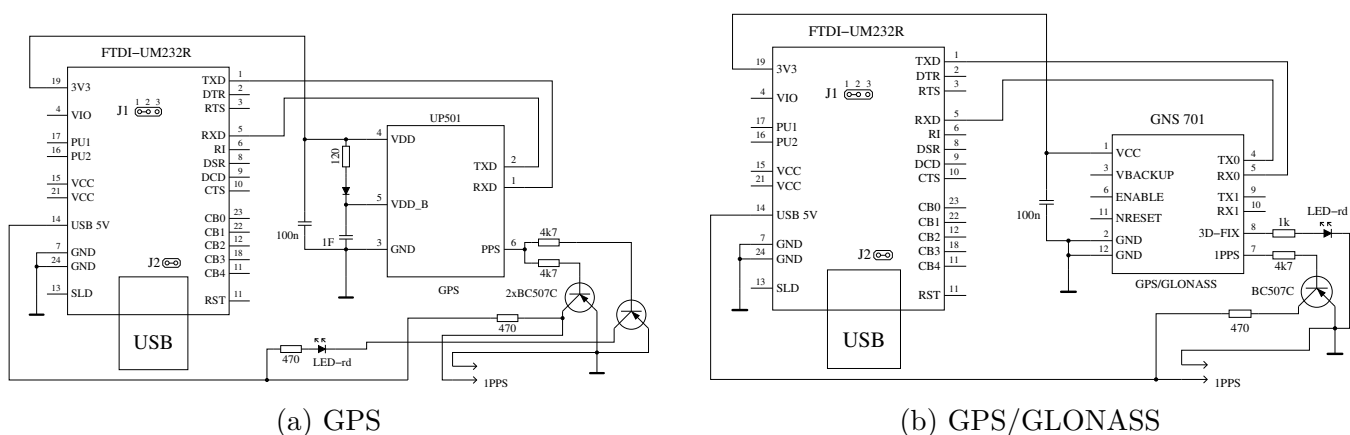 FTDI−UM232R
19 3V3
4 VIO
17 PU1
16 PU2
15 VCC
21 VCC
14 USB 5V
7 GND
24 GND
13 SLD
J1 1 2 3
J2
TXD 1
DTR 2
RTS 3
RXD 5
RI 6
DSR 8
DCD 9
CTS 10
CB0 23
CB1 22
CB2 12
CB3 18
CB4 11
RST 11
USB
120
100n
1F
UP501
4 VDD
5 VDD_B
3 GND
TXD 2
RXD 1
PPS 6
GPS
4k7
4k7
2xBC507C
470
470
LED−rd
1PPS
(a) GPS
FTDI−UM232R
19 3V3
4 VIO
17 PU1
16 PU2
15 VCC
21 VCC
14 USB 5V
7 GND
24 GND
13 SLD
J1 1 2 3
J2
TXD 1
DTR 2
RTS 3
RXD 5
RI 6
DSR 8
DCD 9
CTS 10
CB0 23
CB1 22
CB2 12
CB3 18
CB4 11
RST 11
USB
100n
GNS 701
1 VCC
3 VBACKUP
6 ENABLE
11 NRESET
2 GND
12 GND
TX0 4
RX0 5
TX1 9
RX1 10
3D−FIX 8
1PPS 7
GPS/GLONASS
1k
LED−rd
4k7
BC507C
470
1PPS
(b) GPS/GLONASS